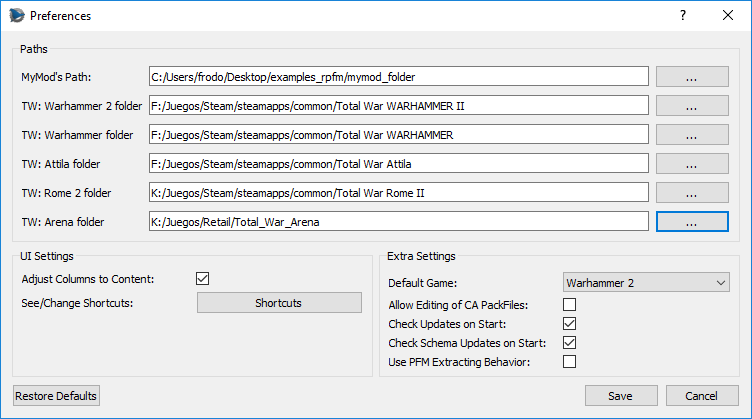 Preferences
?
Paths
MyMod's Path: C:/Users/frodo/Desktop/examples_rpfm/mymod_folder ...
TW: Warhammer 2 folder F:/Juegos/Steam/steamapps/common/Total War WARHAMMER II ...
TW: Warhammer folder F:/Juegos/Steam/steamapps/common/Total War WARHAMMER ...
TW: Attila folder F:/Juegos/Steam/steamapps/common/Total War Attila ...
TW: Rome 2 folder K:/Juegos/Steam/steamapps/common/Total War Rome II ...
TW: Arena folder K:/Juegos/Retail/Total_War_Arena ...
UI Settings
Adjust Columns to Content:
See/Change Shortcuts: Shortcuts
Extra Settings
Default Game: Warhammer 2
Allow Editing of CA PackFiles:
Check Updates on Start:
Check Schema Updates on Start:
Use PFM Extracting Behavior:
Restore Defaults
Save
Cancel